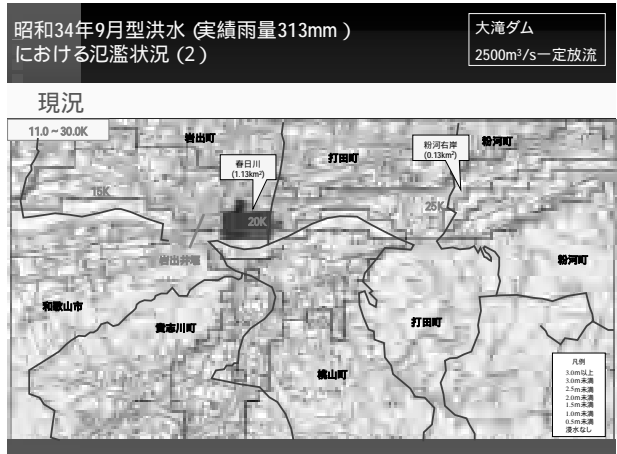 昭和34年9月型洪水（実績雨量313mm）
における氾濫状況（2）
大滝ダム
2500m³/s一定放流
現況
11.0～30.0K
岩出町
打田町
粉河町
春日川
(1.13km²)
粉河右岸
(0.13km²)
15K
20K
25K
岩出井堰
粉河町
和歌山市
貴志川町
打田町
桃山町
凡例
3.0m以上
3.0m未満
2.5m未満
2.0m未満
1.5m未満
1.0m未満
0.5m未満
浸水なし